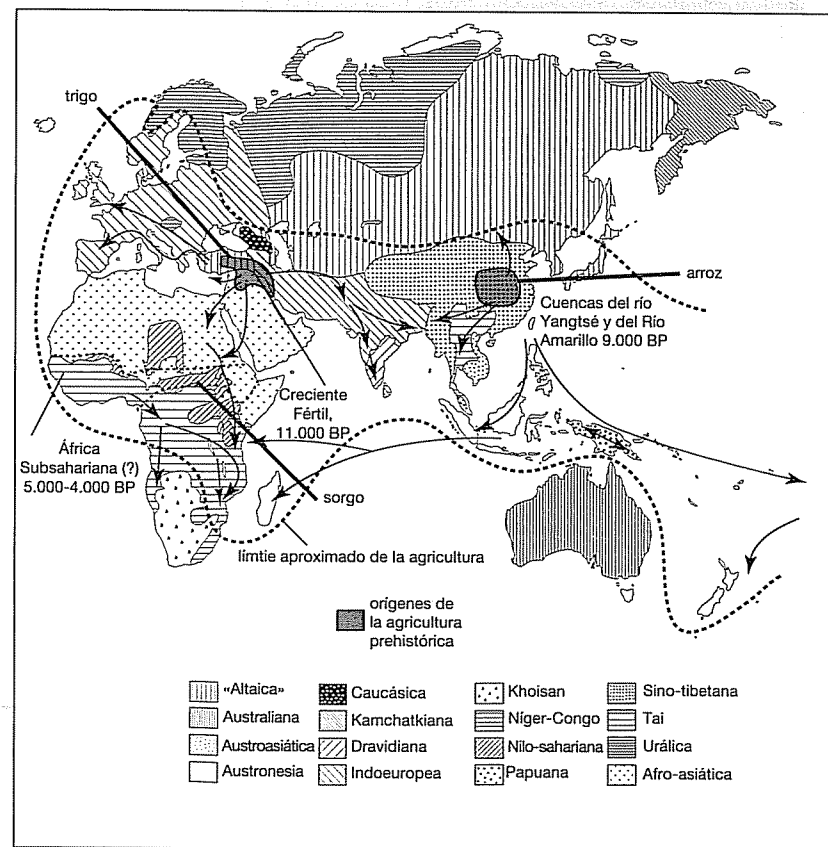 trigo
arroz
Cuencas del río
Yangtsé y del Río
Amarillo 9.000 BP
Creciente
Fértil,
11.000 BP
África
Subsahariana (?)
5.000-4.000 BP
sorgo
límtie aproximado de la agricultura
orígenes de
la agricultura
prehistórica
«Altaica»
Caucásica
Khoisan
Sino-tibetana
Australiana
Kamchatkiana
Níger-Congo
Tai
Austroasiática
Dravidiana
Nilo-sahariana
Urálica
Austronesia
Indoeuropea
Papuana
Afro-asiática